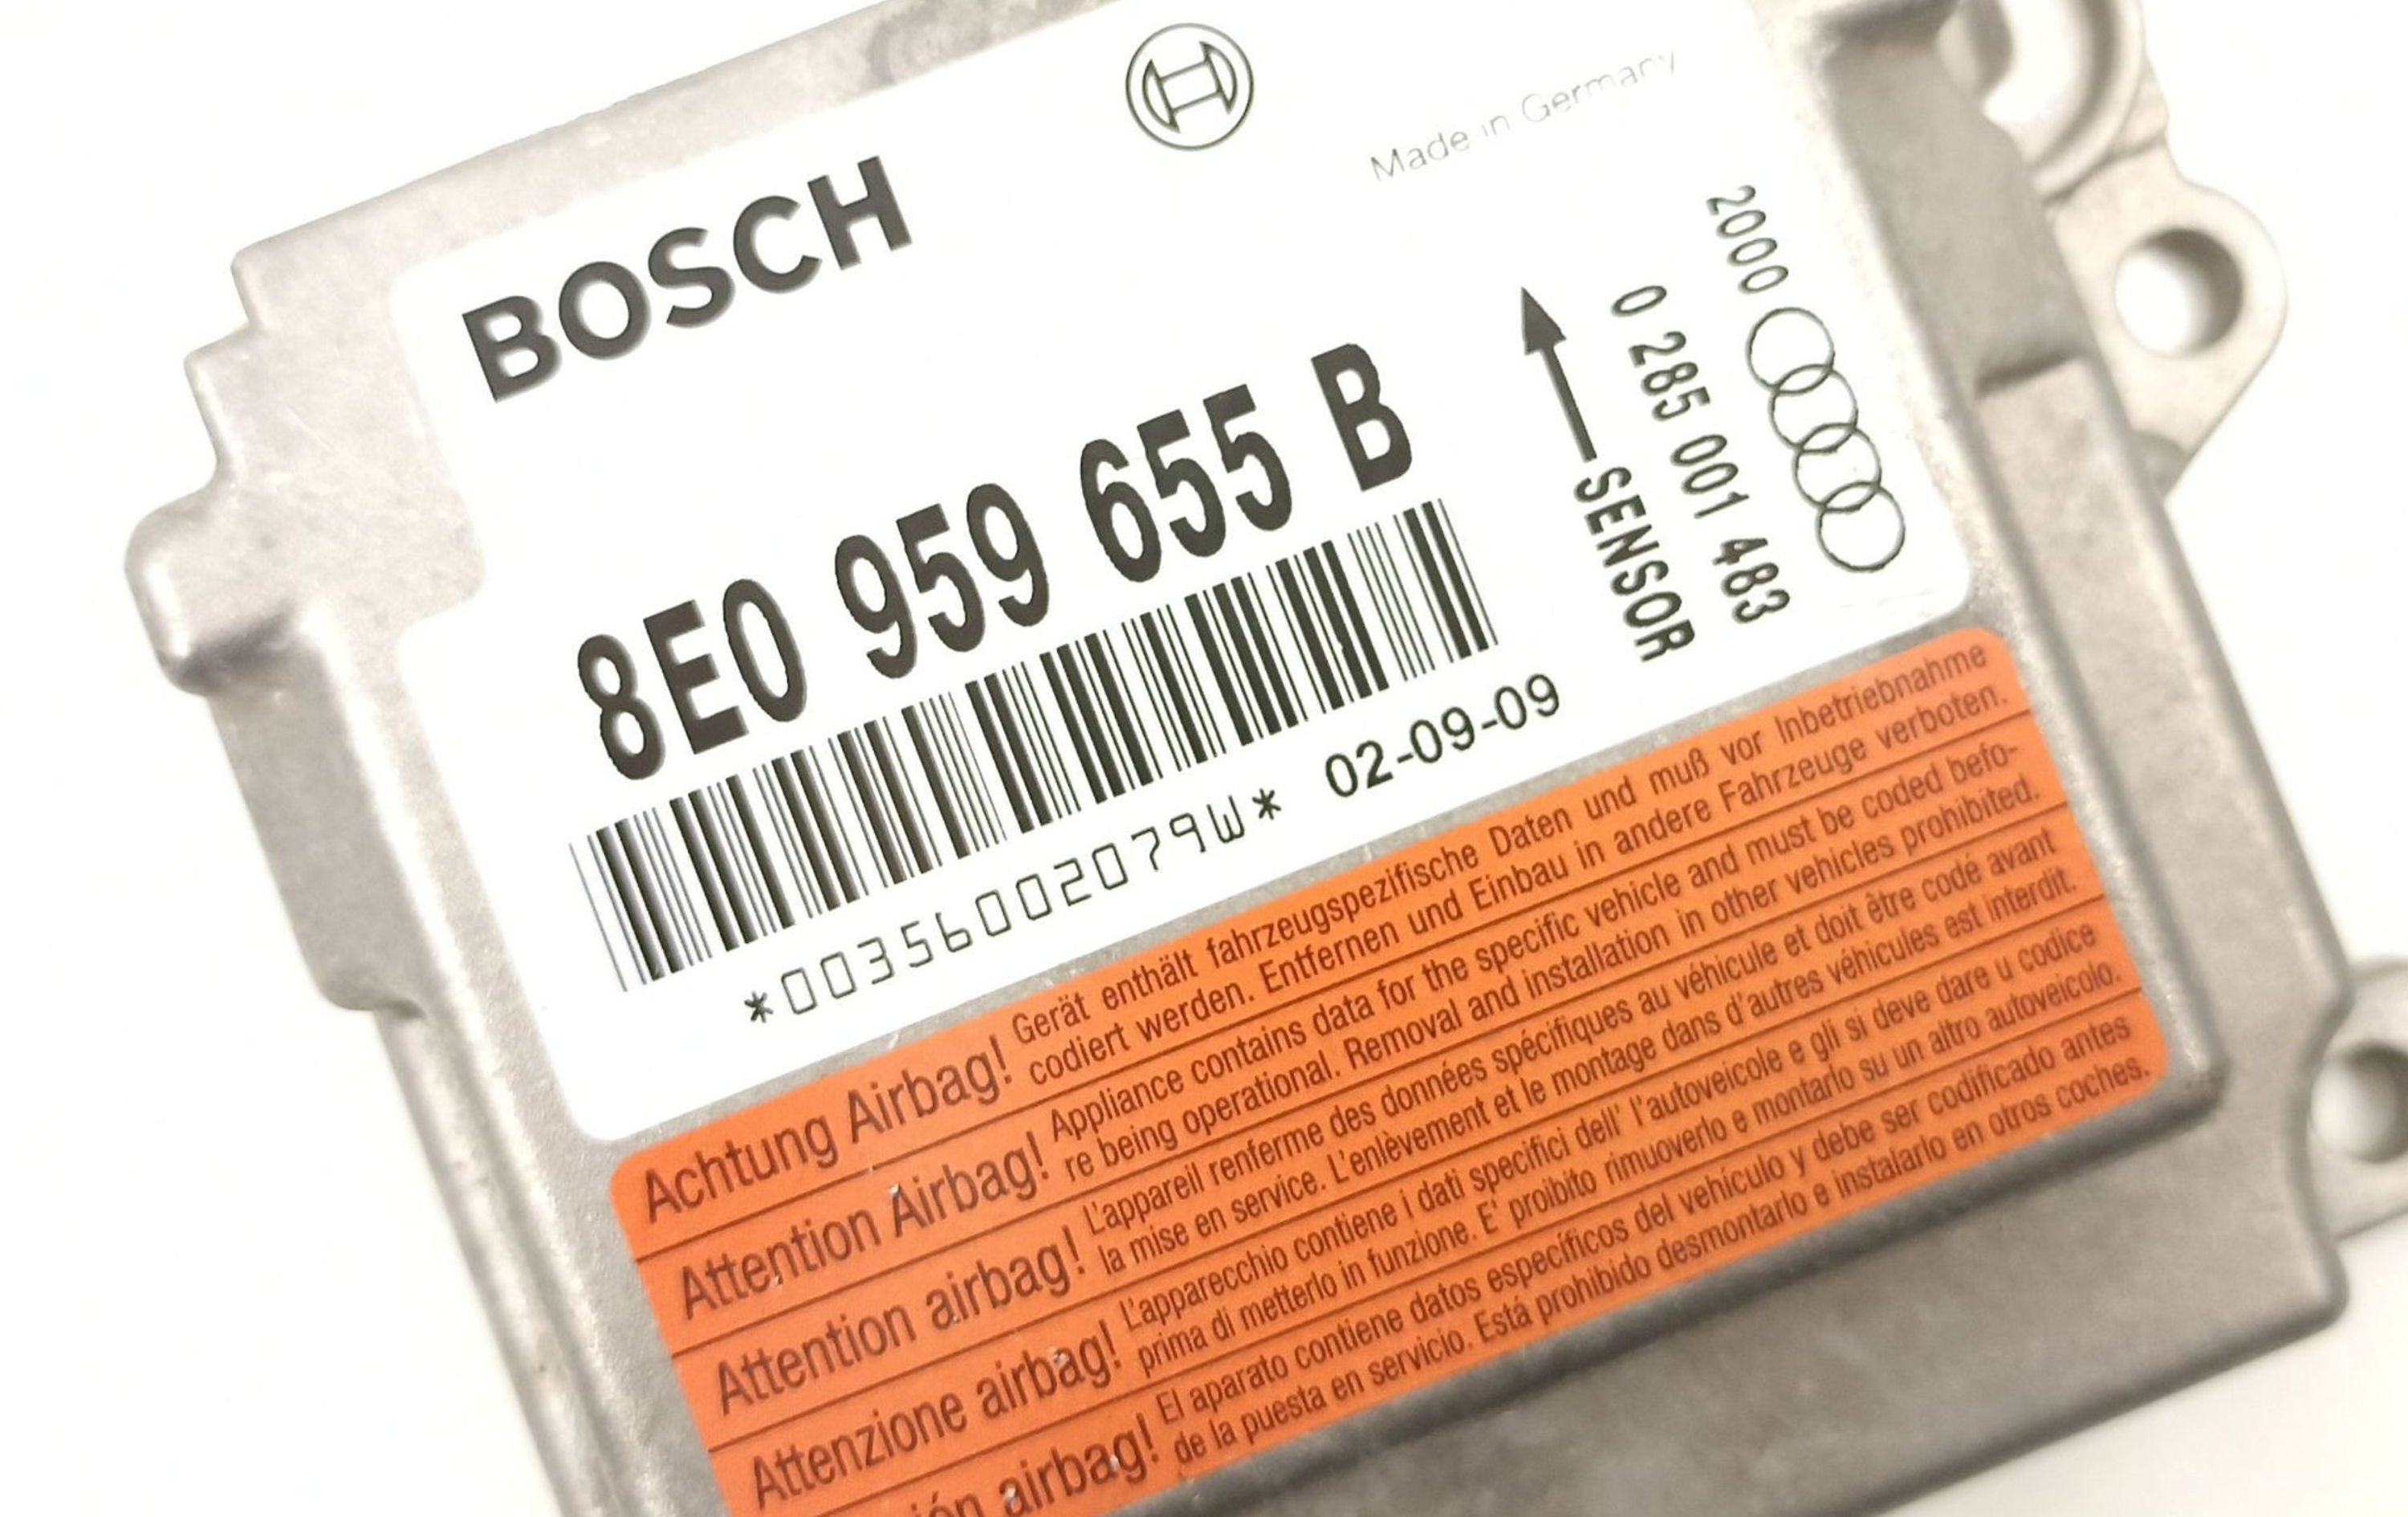 BOSCH
Made in Germany
2000
0 285 001 483
SENSOR
8E0 959 655 B
*00356002079W* 02-09-09
Achtung Airbag! Gerät enthält fahrzeugspezifische Daten und muß vor Inbetriebnahme
codiert werden. Entfernen und Einbau in andere Fahrzeuge verboten.
Attention Airbag! Appliance contains data for the specific vehicle and must be coded befo-
re being operational. Removal and installation in other vehicles prohibited.
Attention airbag! L'appareil renferme des données spécifiques au véhicule et doit être codé avant
la mise en service. L'enlèvement et le montage dans d'autres véhicules est interdit.
Attenzione airbag! L'apparecchio contiene i dati specifici dell' l'autoveicole e gli si deve dare u codice
prima di metterlo in funzione. E' proibito rimuoverlo e montarlo su un altro autoveicolo.
airbag! El aparato contiene datos específicos del vehículo y debe ser codificado antes
de la puesta en servicio. Está prohibido desmontarlo e instalarlo en otros coches.